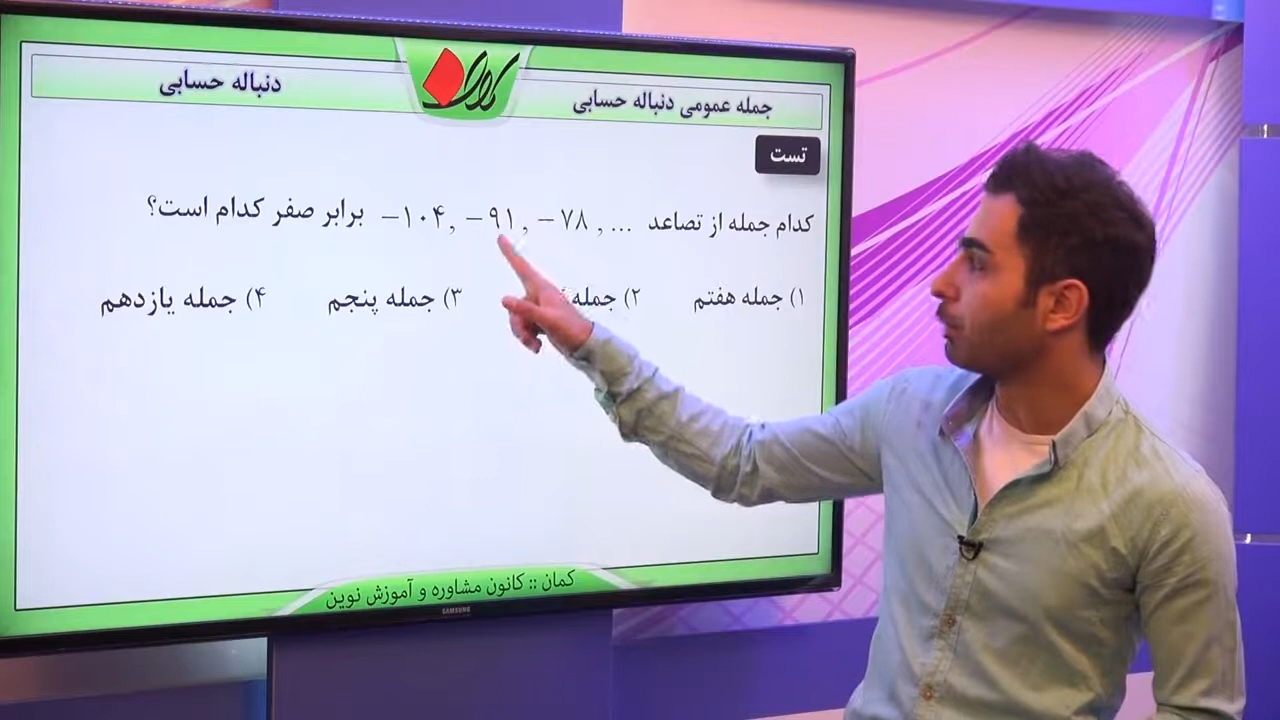 جمله عمومی دنباله حسابی
دنباله حسابی
تست
کدام جمله از تصاعد −۱۰۴, −۹۱, −۷۸, ... برابر صفر کدام است؟
۱) جمله هفتم ۲) جمله ۳) جمله پنجم ۴) جمله یازدهم
کمان :: کانون مشاوره و آموزش نوین
SAMSUNG